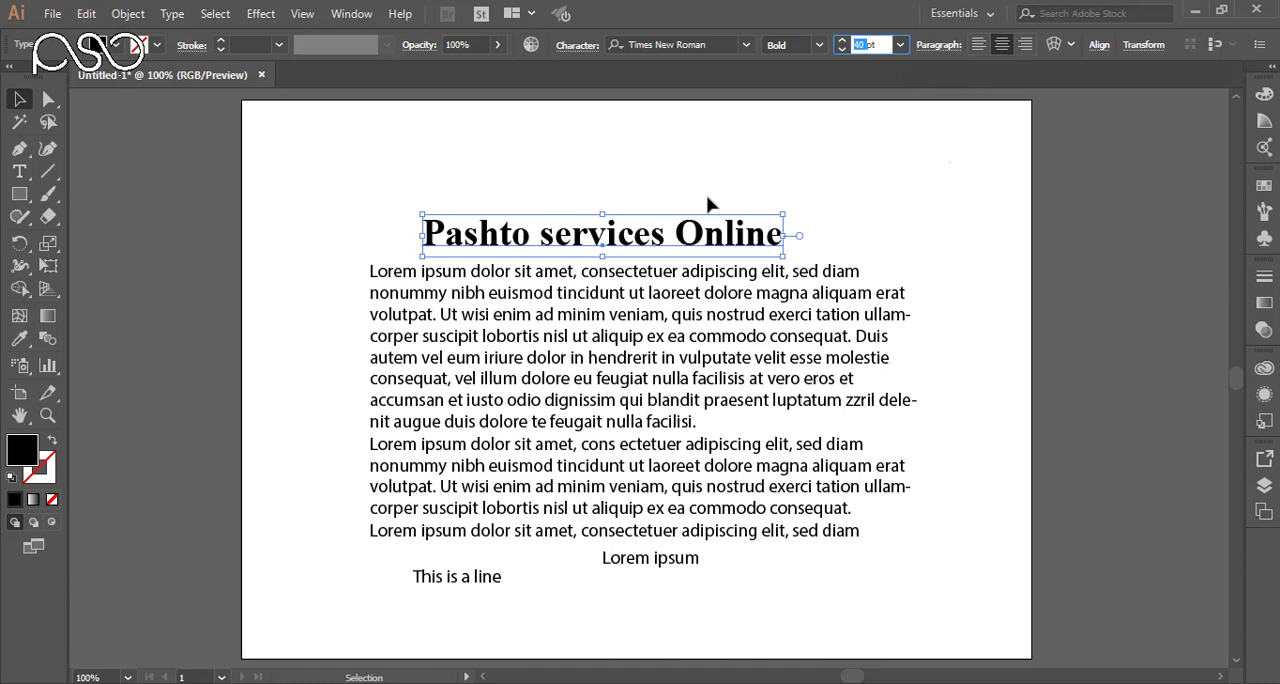 Ai File Edit Object Type Select Effect View Window Help Br St Essentials Search Adobe Stock
Type PSO Stroke: Opacity: 100% Character: Times New Roman Bold 40 pt Paragraph: Align Transform
Untitled-1* @ 100% (RGB/Preview)
Pashto services Online
Lorem ipsum dolor sit amet, consectetuer adipiscing elit, sed diam
nonummy nibh euismod tincidunt ut laoreet dolore magna aliquam erat
volutpat. Ut wisi enim ad minim veniam, quis nostrud exerci tation ullam-
corper suscipit lobortis nisl ut aliquip ex ea commodo consequat. Duis
autem vel eum iriure dolor in hendrerit in vulputate velit esse molestie
consequat, vel illum dolore eu feugiat nulla facilisis at vero eros et
accumsan et iusto odio dignissim qui blandit praesent luptatum zzril dele-
nit augue duis dolore te feugait nulla facilisi.
Lorem ipsum dolor sit amet, cons ectetuer adipiscing elit, sed diam
nonummy nibh euismod tincidunt ut laoreet dolore magna aliquam erat
volutpat. Ut wisi enim ad minim veniam, quis nostrud exerci tation ullam-
corper suscipit lobortis nisl ut aliquip ex ea commodo consequat.
Lorem ipsum dolor sit amet, consectetuer adipiscing elit, sed diam
Lorem ipsum
This is a line
100% 1 Selection